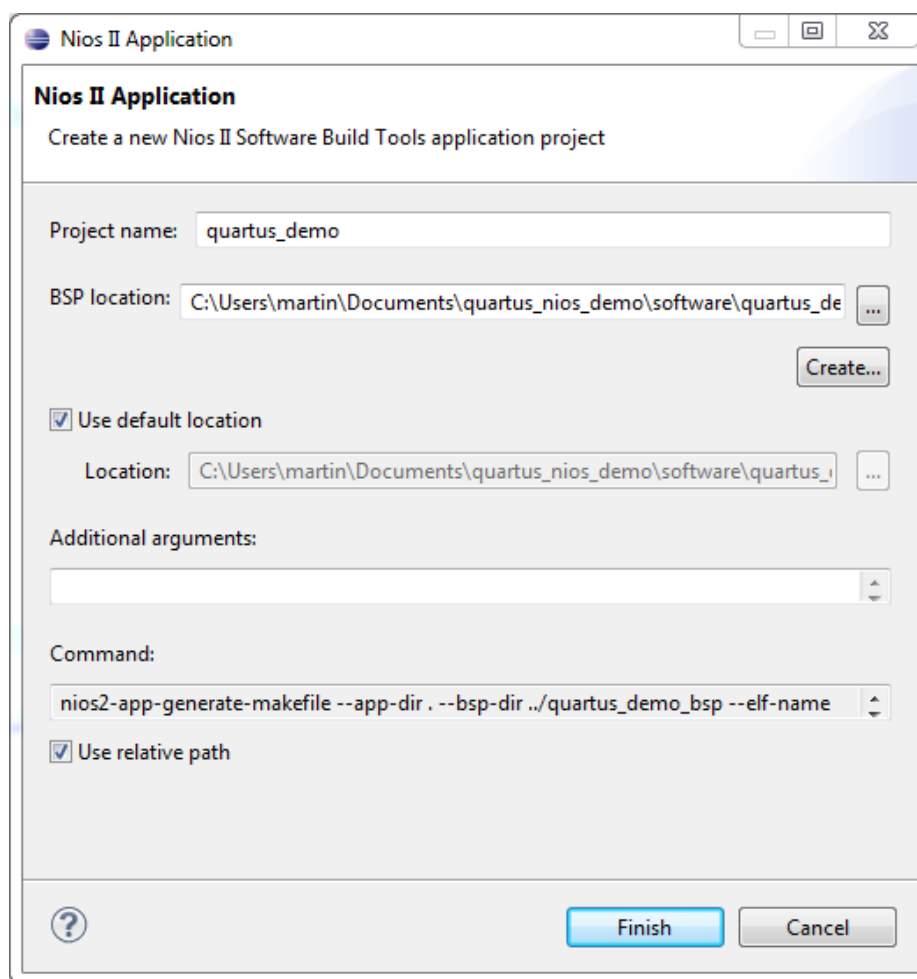 Nios II Application
Nios II Application
Create a new Nios II Software Build Tools application project
Project name: quartus_demo
BSP location: C:\Users\martin\Documents\quartus_nios_demo\software\quartus_de ...
Create...
Use default location
Location: C:\Users\martin\Documents\quartus_nios_demo\software\quartus_ ...
Additional arguments:
Command:
nios2-app-generate-makefile --app-dir . --bsp-dir ../quartus_demo_bsp --elf-name
Use relative path
? Finish Cancel